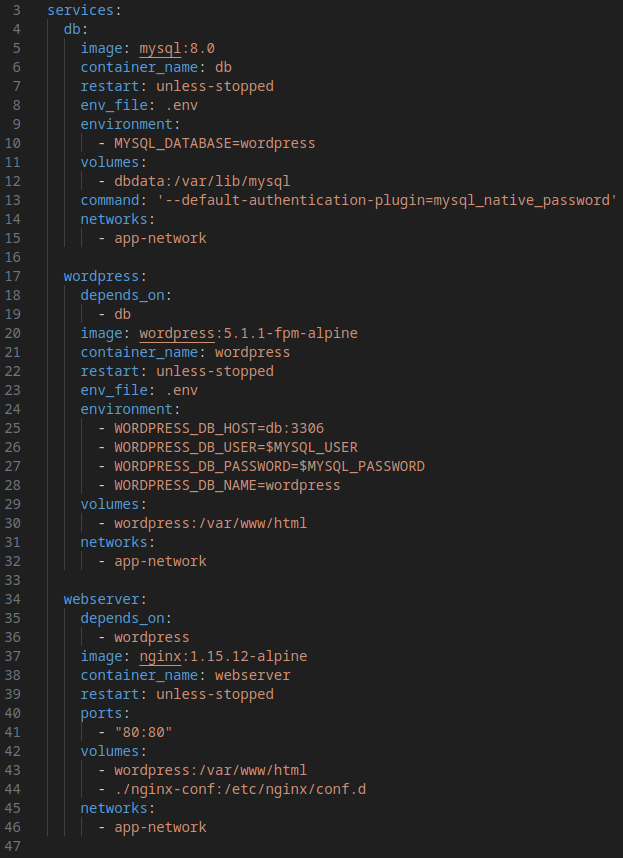 3 services:
4   db:
5     image: mysql:8.0
6     container_name: db
7     restart: unless-stopped
8     env_file: .env
9     environment:
10       - MYSQL_DATABASE=wordpress
11     volumes:
12       - dbdata:/var/lib/mysql
13     command: '--default-authentication-plugin=mysql_native_password'
14     networks:
15       - app-network
16
17   wordpress:
18     depends_on:
19       - db
20     image: wordpress:5.1.1-fpm-alpine
21     container_name: wordpress
22     restart: unless-stopped
23     env_file: .env
24     environment:
25       - WORDPRESS_DB_HOST=db:3306
26       - WORDPRESS_DB_USER=$MYSQL_USER
27       - WORDPRESS_DB_PASSWORD=$MYSQL_PASSWORD
28       - WORDPRESS_DB_NAME=wordpress
29     volumes:
30       - wordpress:/var/www/html
31     networks:
32       - app-network
33
34   webserver:
35     depends_on:
36       - wordpress
37     image: nginx:1.15.12-alpine
38     container_name: webserver
39     restart: unless-stopped
40     ports:
41       - "80:80"
42     volumes:
43       - wordpress:/var/www/html
44       - ./nginx-conf:/etc/nginx/conf.d
45     networks:
46       - app-network
47